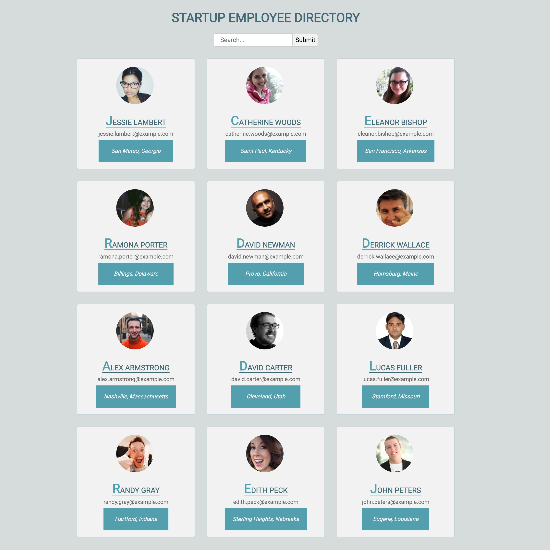 STARTUP EMPLOYEE DIRECTORY
Search... Submit
JESSIE LAMBERT
jessie.lambert@example.com
San Mateo, Georgia
CATHERINE WOODS
catherine.woods@example.com
Saint Paul, Kentucky
ELEANOR BISHOP
eleanor.bishop@example.com
San Francisco, Arkansas
RAMONA PORTER
ramona.porter@example.com
Billings, Delaware
DAVID NEWMAN
david.newman@example.com
Provo, California
DERRICK WALLACE
derrick.wallace@example.com
Harrisburg, Maine
ALEX ARMSTRONG
alex.armstrong@example.com
Nashville, Massachusetts
DAVID CARTER
david.carter@example.com
Cleveland, Utah
LUCAS FULLER
lucas.fuller@example.com
Stamford, Missouri
RANDY GRAY
randy.gray@example.com
Hartford, Indiana
EDITH PECK
edith.peck@example.com
Sterling Heights, Nebraska
JOHN PETERS
john.peters@example.com
Eugene, Louisiana